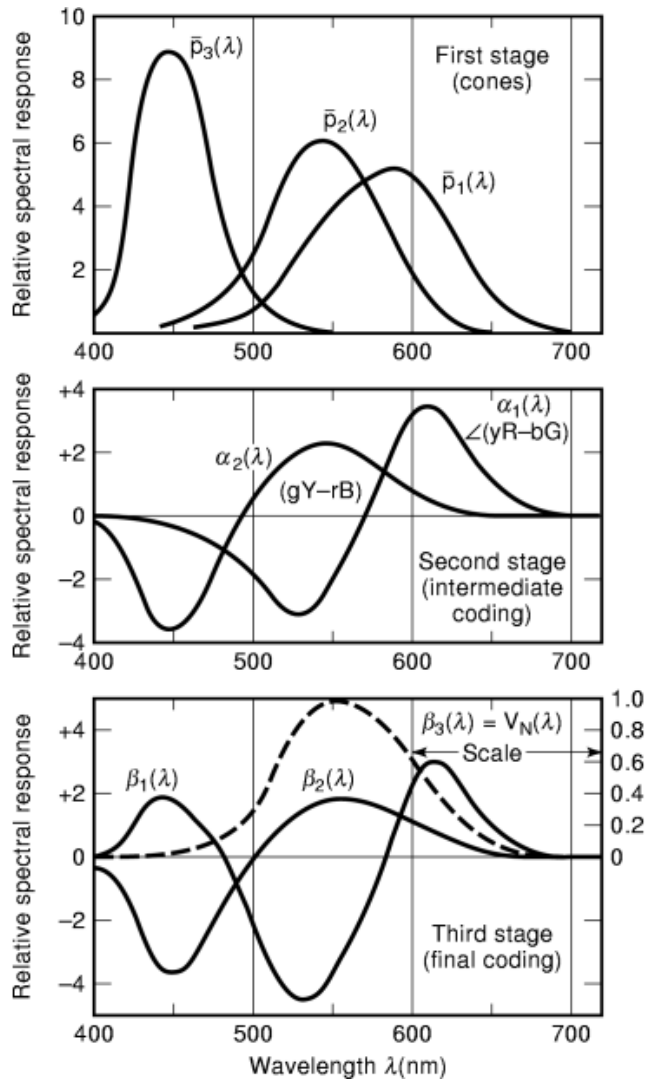 Relative spectral response
10
8
6
4
2
p̄₃(λ)
p̄₂(λ)
p̄₁(λ)
First stage
(cones)
400
500
600
700
Relative spectral response
+4
+2
0
−2
−4
α₂(λ)
(gY–rB)
α₁(λ)
∠(yR–bG)
Second stage
(intermediate
coding)
400
500
600
700
Relative spectral response
+4
+2
0
−2
−4
β₁(λ)
β₂(λ)
β₃(λ) = V_N(λ)
Scale
1.0
0.8
0.6
0.4
0.2
0
Third stage
(final coding)
400
500
600
700
Wavelength λ(nm)